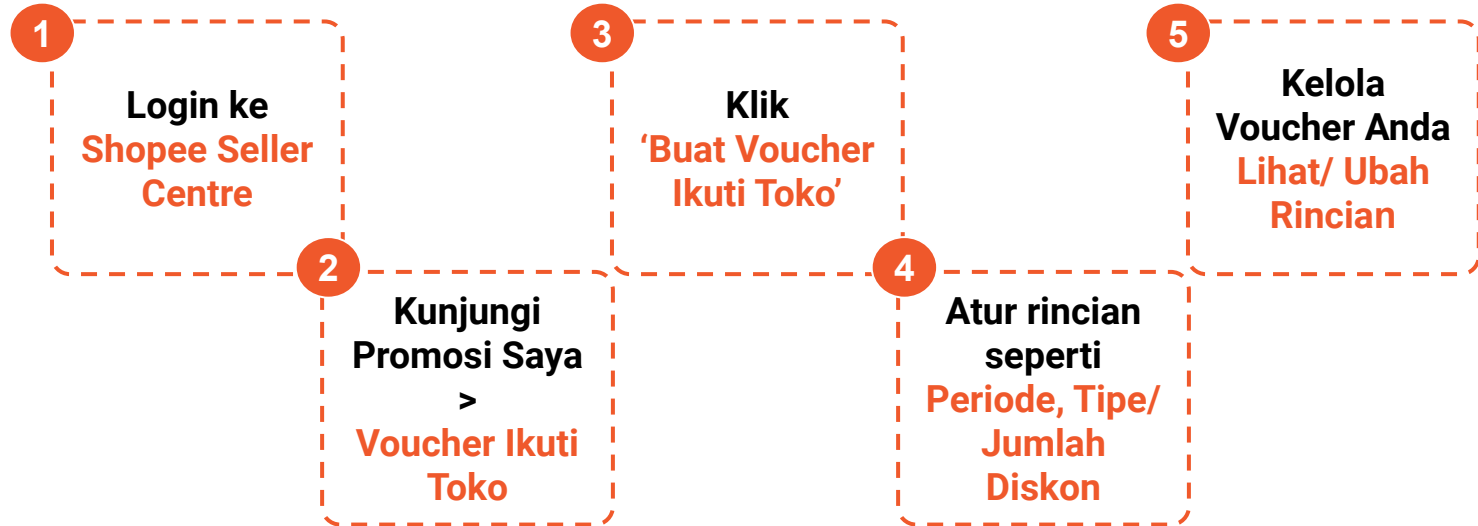 1
Login ke
Shopee Seller
Centre
2
Kunjungi
Promosi Saya
>
Voucher Ikuti
Toko
3
Klik
‘Buat Voucher
Ikuti Toko’
4
Atur rincian
seperti
Periode, Tipe/
Jumlah
Diskon
5
Kelola
Voucher Anda
Lihat/ Ubah
Rincian